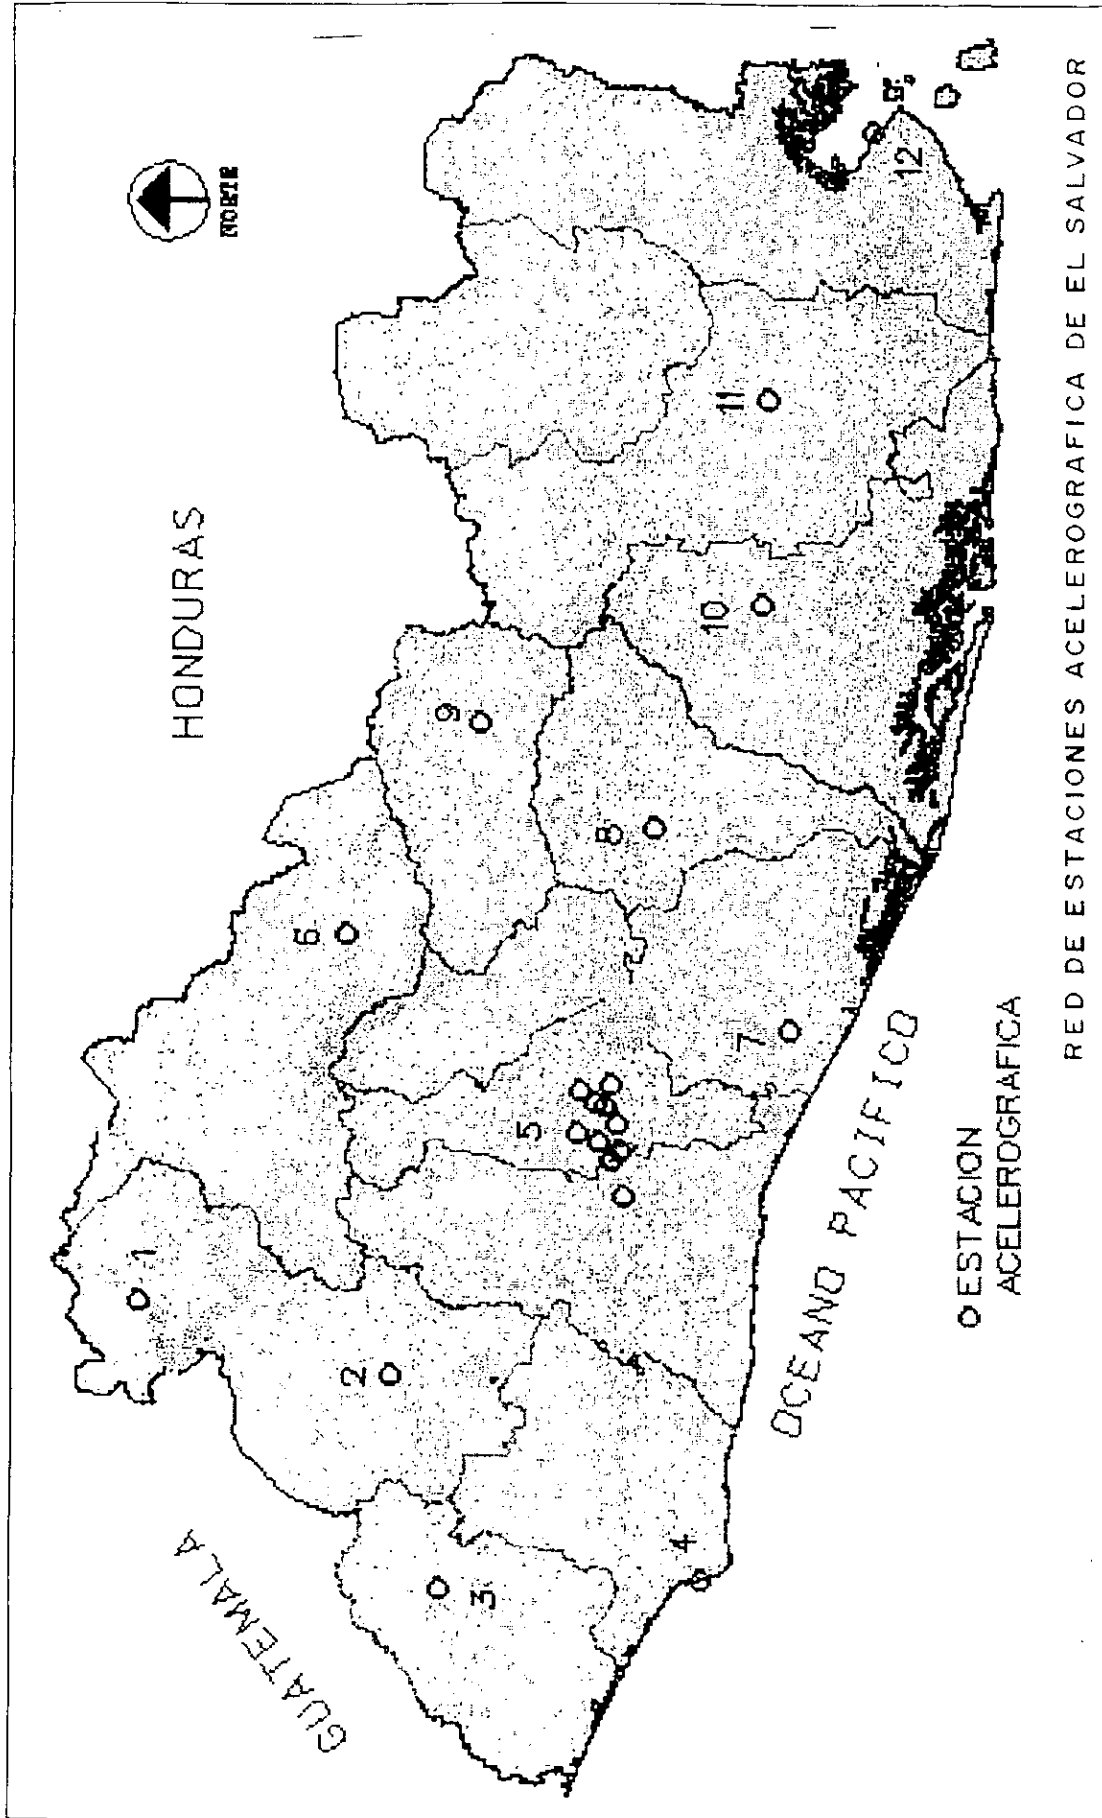 NORTE
HONDURAS
GUATEMALA
1
2
3
4
5
6
7
8
9
10
11
12
OCEANO PACIFICO
ESTACION
ACELEROGRAFICA
RED DE ESTACIONES ACELEROGRAFICA DE EL SALVADOR